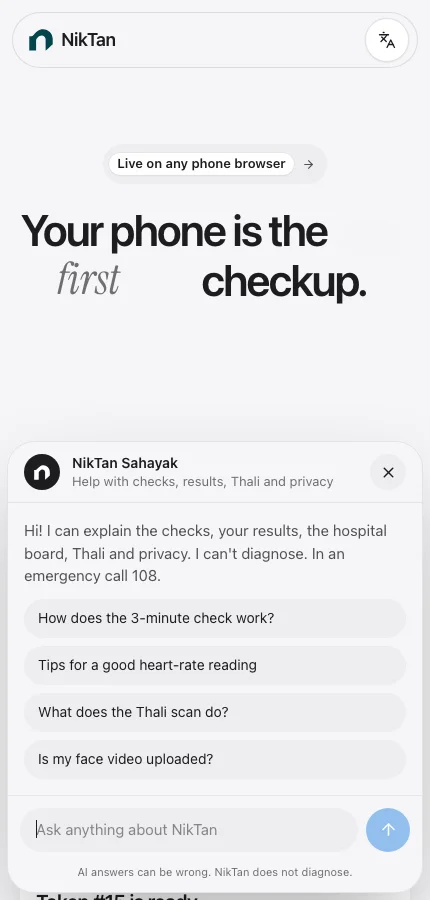 NikTan
Live on any phone browser →
Your phone is the
first checkup.
NikTan Sahayak
Help with checks, results, Thali and privacy
Hi! I can explain the checks, your results, the hospital
board, Thali and privacy. I can't diagnose. In an
emergency call 108.
How does the 3-minute check work?
Tips for a good heart-rate reading
What does the Thali scan do?
Is my face video uploaded?
Ask anything about NikTan
AI answers can be wrong. NikTan does not diagnose.
Token #15 is ready